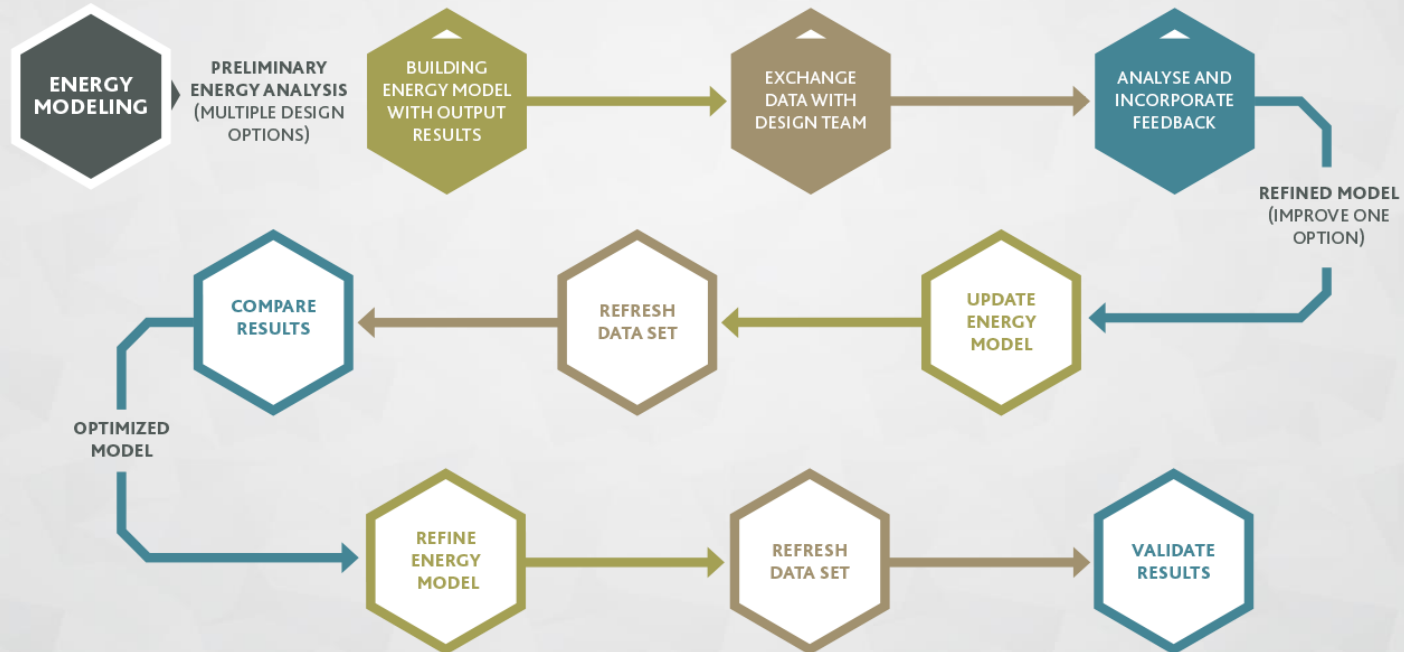 ENERGY
MODELING
PRELIMINARY
ENERGY ANALYSIS
(MULTIPLE DESIGN
OPTIONS)
BUILDING
ENERGY MODEL
WITH OUTPUT
RESULTS
EXCHANGE
DATA WITH
DESIGN TEAM
ANALYSE AND
INCORPORATE
FEEDBACK
REFINED MODEL
(IMPROVE ONE
OPTION)
UPDATE
ENERGY
MODEL
REFRESH
DATA SET
COMPARE
RESULTS
OPTIMIZED
MODEL
REFINE
ENERGY
MODEL
REFRESH
DATA SET
VALIDATE
RESULTS